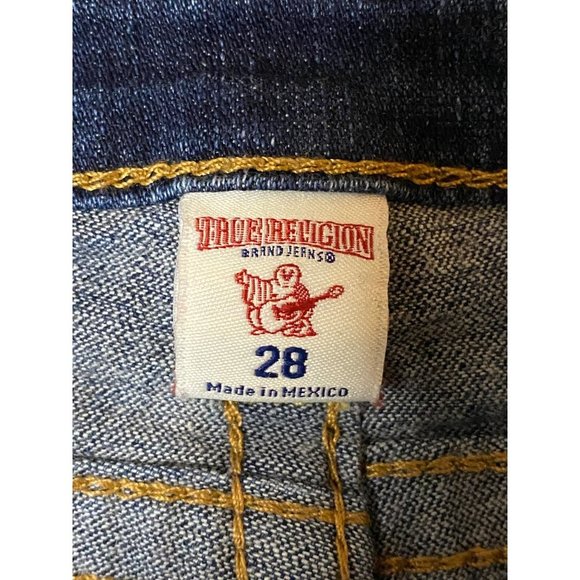 TRUE RELIGION
BRAND JEANS®
28
Made in MEXICO